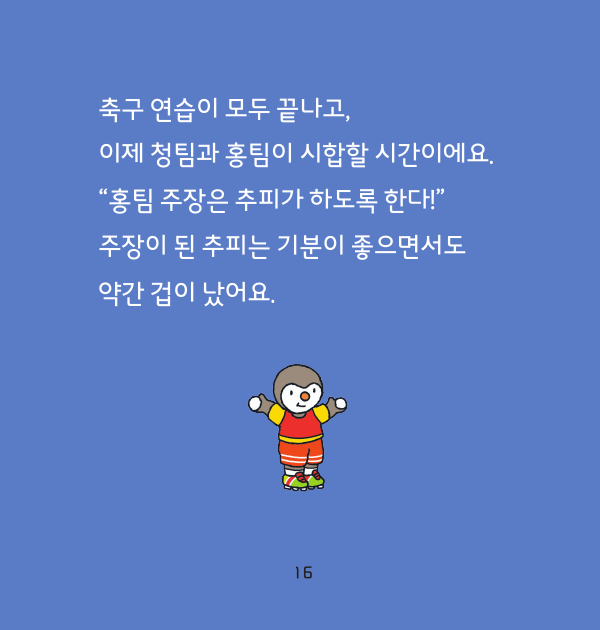 축구 연습이 모두 끝나고,
이제 청팀과 홍팀이 시합할 시간이에요.
“홍팀 주장은 추피가 하도록 한다!”
주장이 된 추피는 기분이 좋으면서도
약간 겁이 났어요.
16